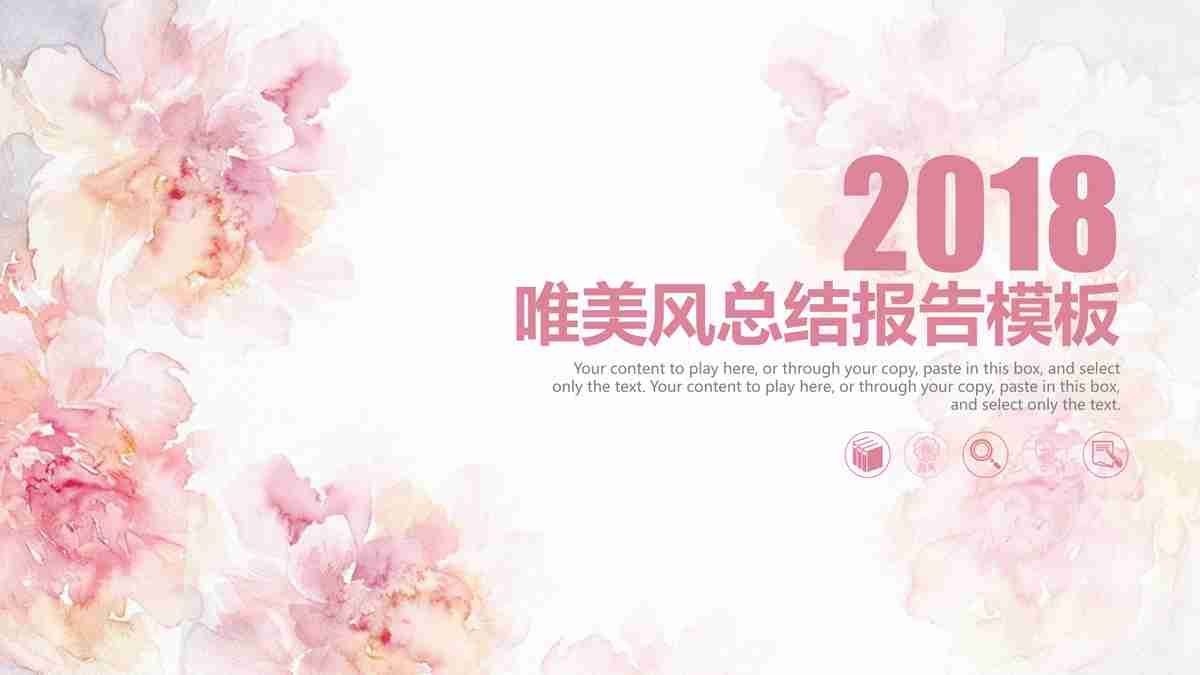 2018
唯美风总结报告模板
Your content to play here, or through your copy, paste in this box, and select
only the text. Your content to play here, or through your copy, paste in this box,
and select only the text.